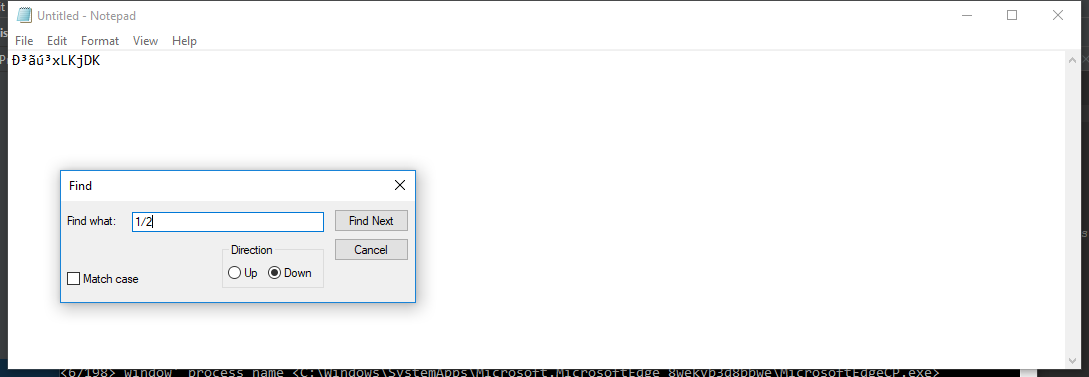 Untitled - Notepad
File Edit Format View Help
Đ³ãú³xLKjDK
Find
Find what: 1/2 Find Next
Direction Cancel
Up Down
Match case
<6/198> window' process name <C:\Windows\SystemApps\Microsoft.MicrosoftEdge_8wekyb3d8bbwe\MicrosoftEdgeCP.exe>